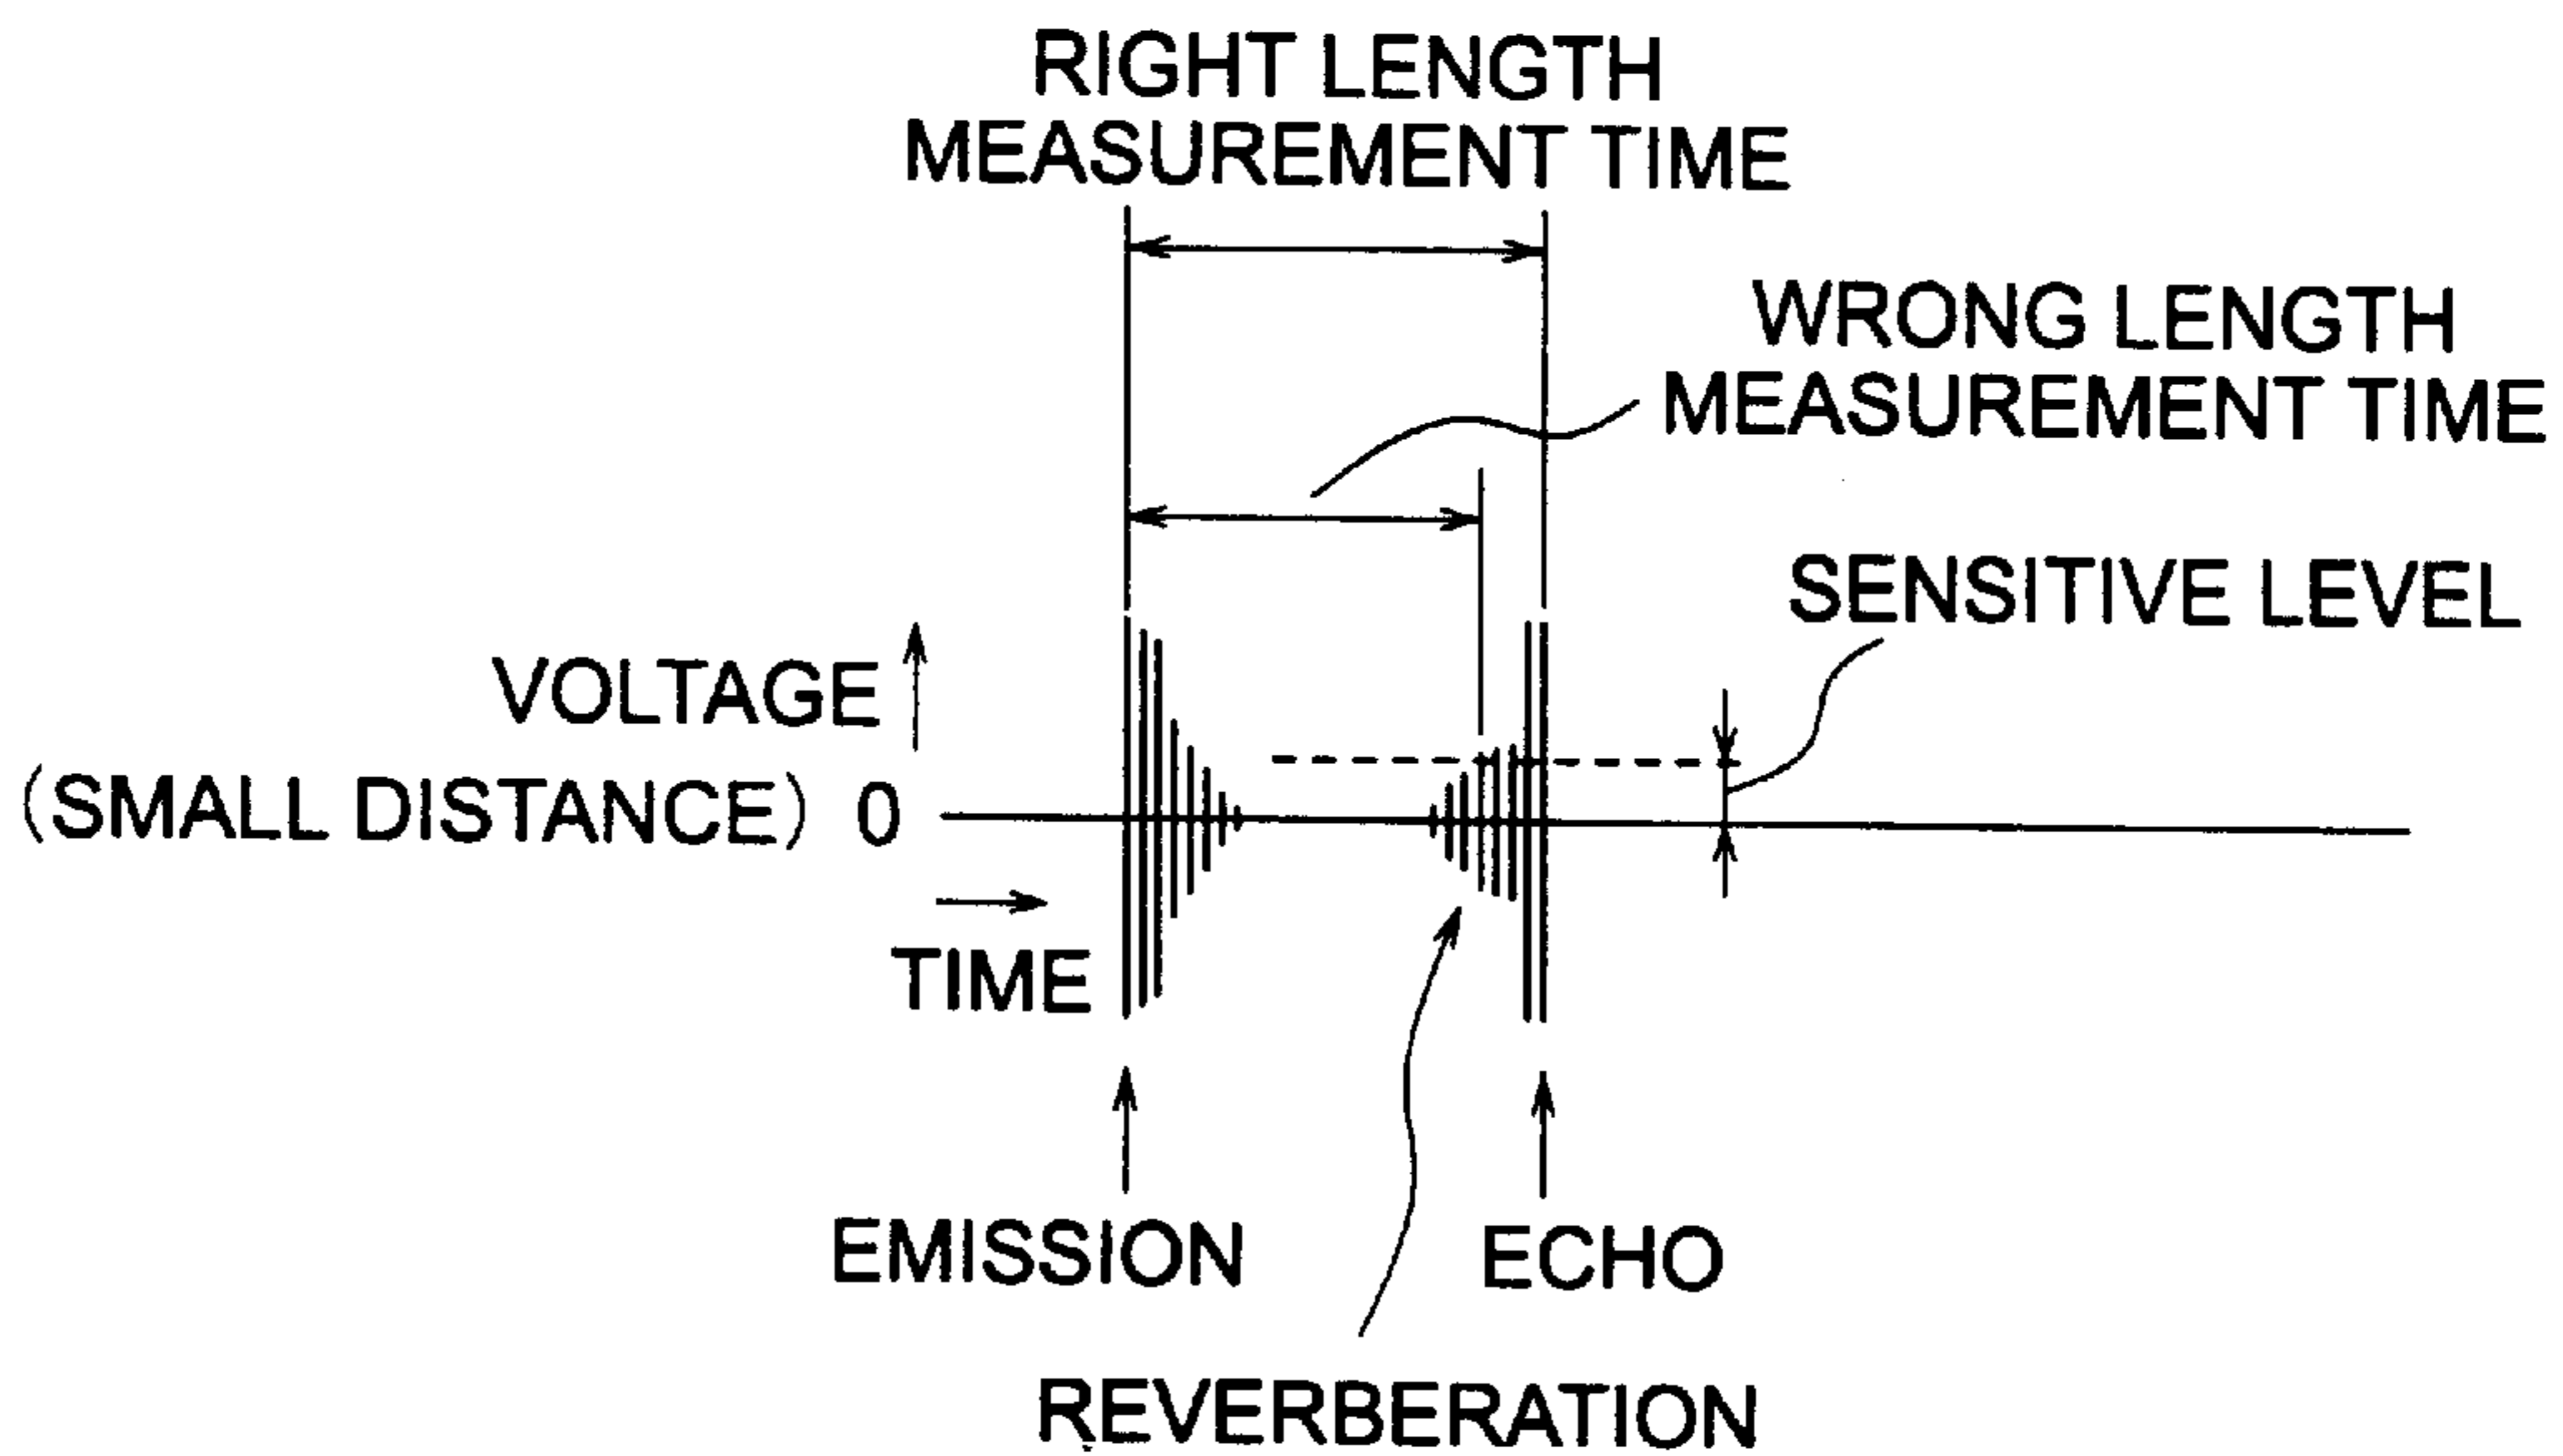 RIGHT LENGTH
MEASUREMENT TIME
WRONG LENGTH
MEASUREMENT TIME
SENSITIVE LEVEL
VOLTAGE
(SMALL DISTANCE) 0
TIME
EMISSION
ECHO
REVERBERATION